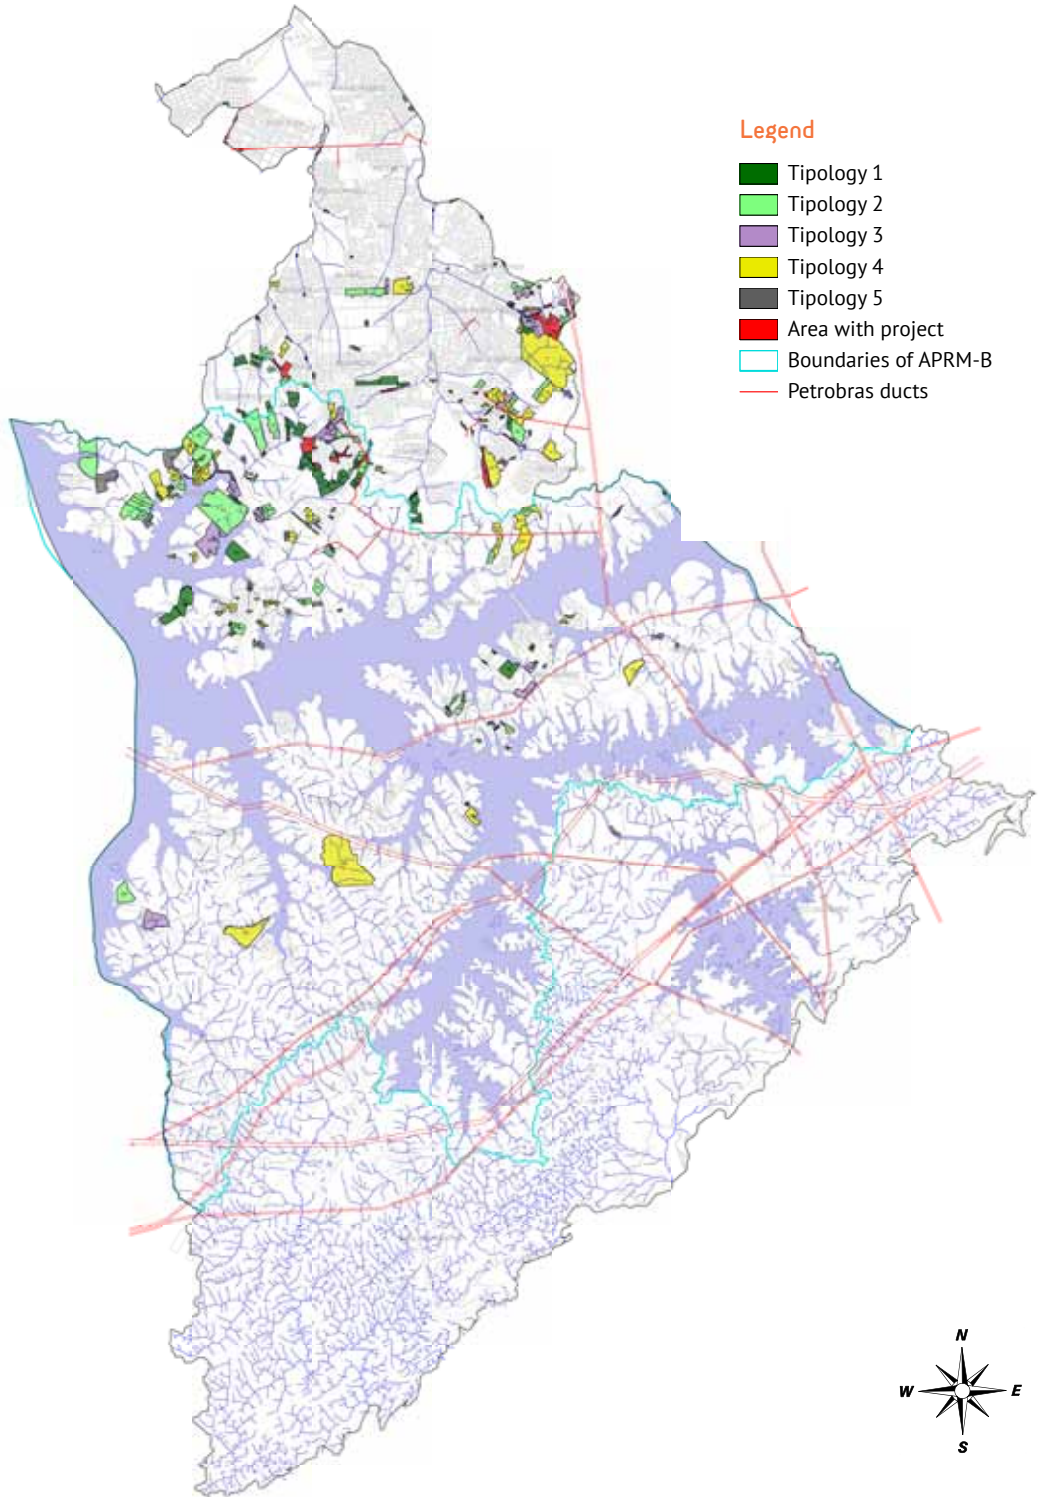 Legend
Tipology 1
Tipology 2
Tipology 3
Tipology 4
Tipology 5
Area with project
Boundaries of APRM-B
Petrobras ducts
N
W E
S